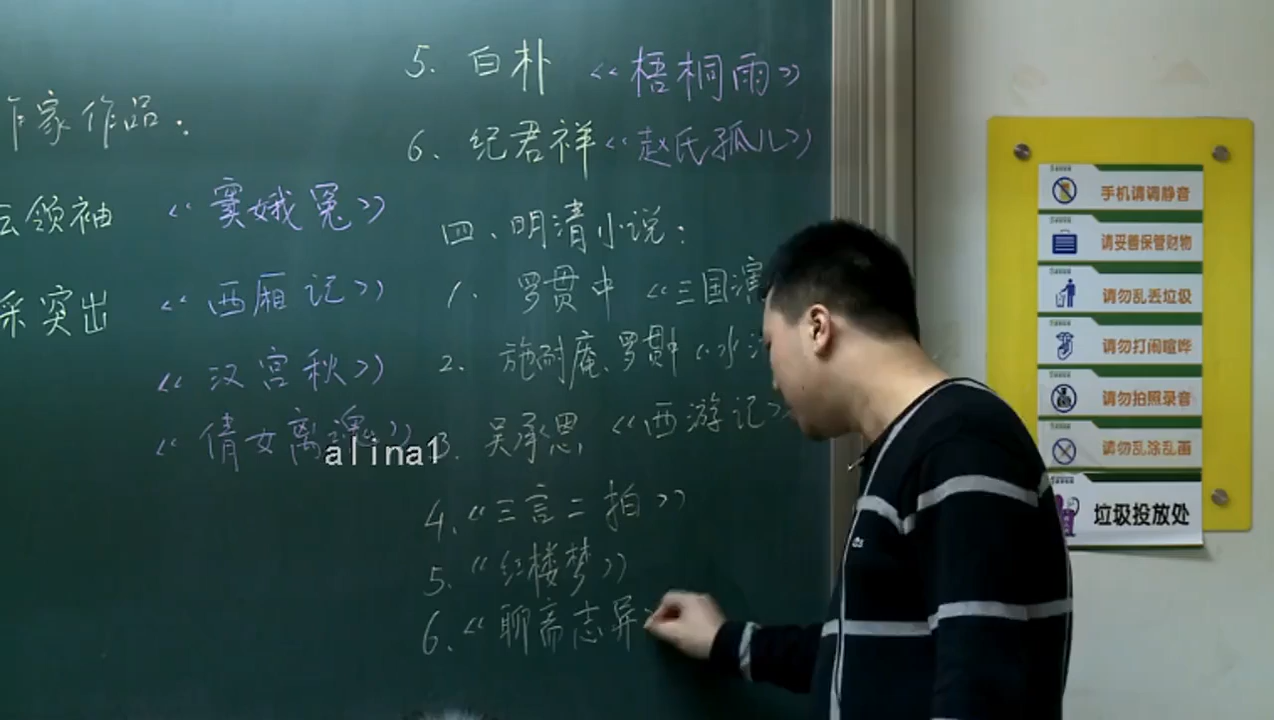 作家作品.
领袖 《窦娥冤》
采突出 《西厢记》
《汉宫秋》
《倩女离魂》
5. 白朴 《梧桐雨》
6. 纪君祥《赵氏孤儿》
四、明清小说:
1. 罗贯中 《三国演
2. 施耐庵、罗贯中《水
3. 吴承恩, 《西游记》
4.《三言二拍》
5.《红楼梦》
6.《聊斋志异》
alina1
手机请调静音
请妥善保管财物
请勿乱丢垃圾
请勿打闹喧哗
请勿拍照录音
请勿乱涂乱画
垃圾投放处